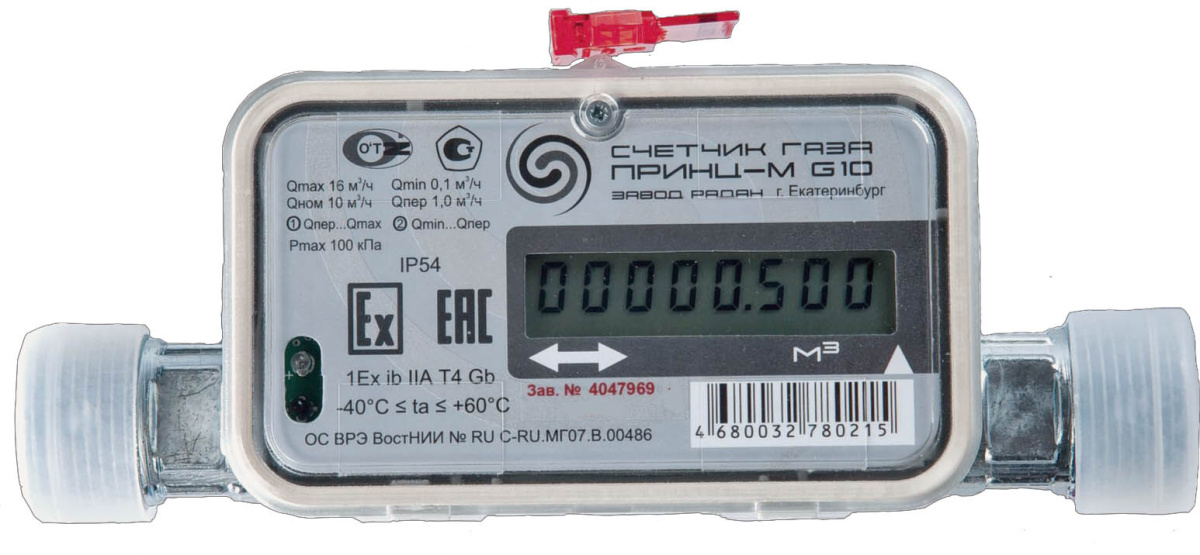 О'Т
Ст
СЧЕТЧИК ГАЗА
ПРИНЦ-М G10
ЗАВОД РАДАН г. Екатеринбург
Qmax 16 м³/ч Qmin 0,1 м³/ч
Qном 10 м³/ч Qпер 1,0 м³/ч
① Qпер...Qmax ② Qmin...Qпер
Pmax 100 кПа
IP54
00000.500
Ex EAC
м³
1Ex ib IIA T4 Gb
Зав. № 4047969
-40°C ≤ ta ≤ +60°C
ОС ВРЭ ВостНИИ № RU C-RU.МГ07.В.00486
4 680032 780215
+